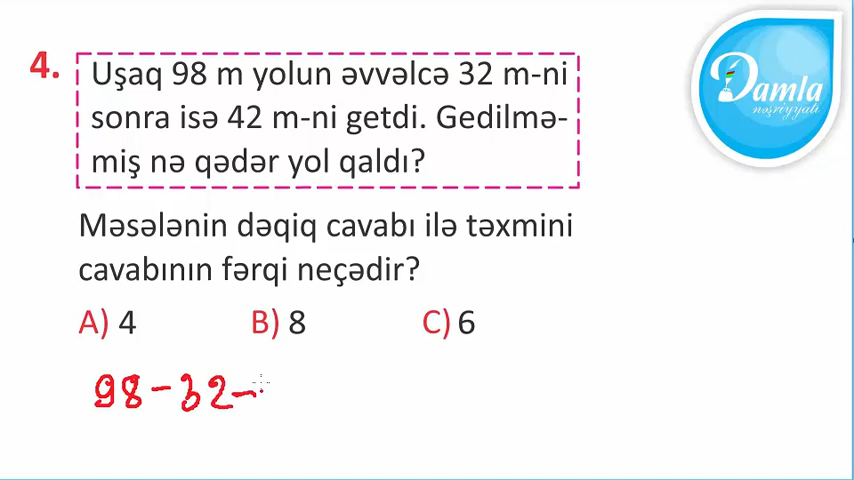 4.
Uşaq 98 m yolun əvvəlcə 32 m-ni
sonra isə 42 m-ni getdi. Gedilmə-
miş nə qədər yol qaldı?
Məsələnin dəqiq cavabı ilə təxmini
cavabının fərqi neçədir?
A) 4 B) 8 C) 6
98-32-
Damla
nəşriyyatı